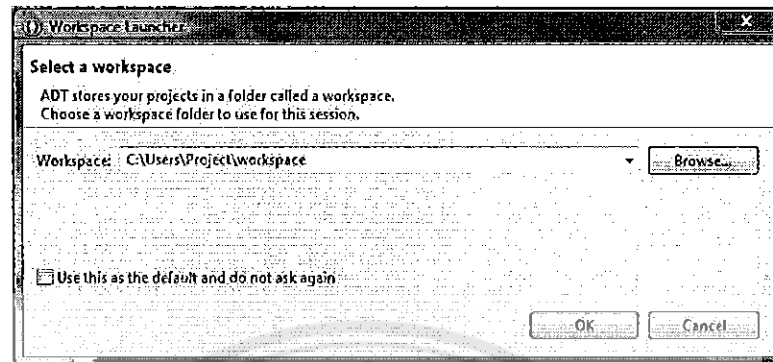 Workspace Launcher
Select a workspace
ADT stores your projects in a folder called a workspace.
Choose a workspace folder to use for this session.
Workspace: C:\Users\Project\workspace Browse...
Use this as the default and do not ask again
OK Cancel